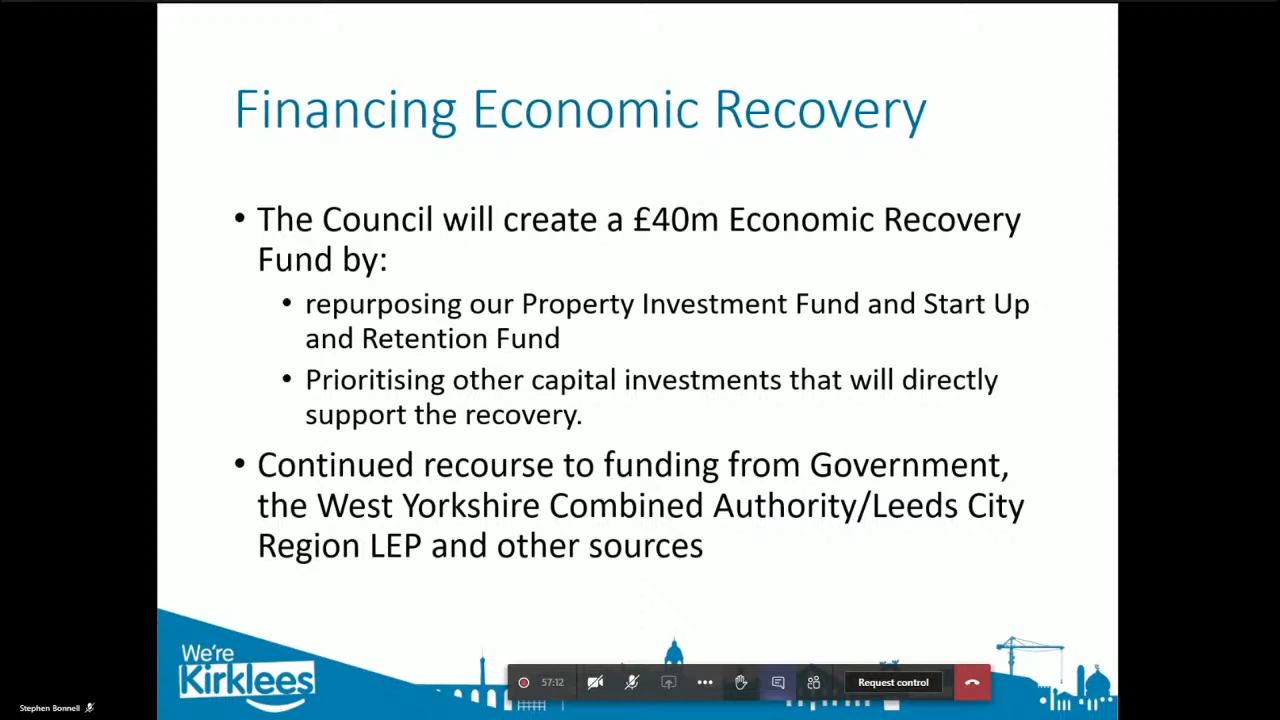 Financing Economic Recovery
• The Council will create a £40m Economic Recovery
Fund by:
• repurposing our Property Investment Fund and Start Up
and Retention Fund
• Prioritising other capital investments that will directly
support the recovery.
• Continued recourse to funding from Government,
the West Yorkshire Combined Authority/Leeds City
Region LEP and other sources
We're
Kirklees
57:12
Request control
Stephen Bonnell